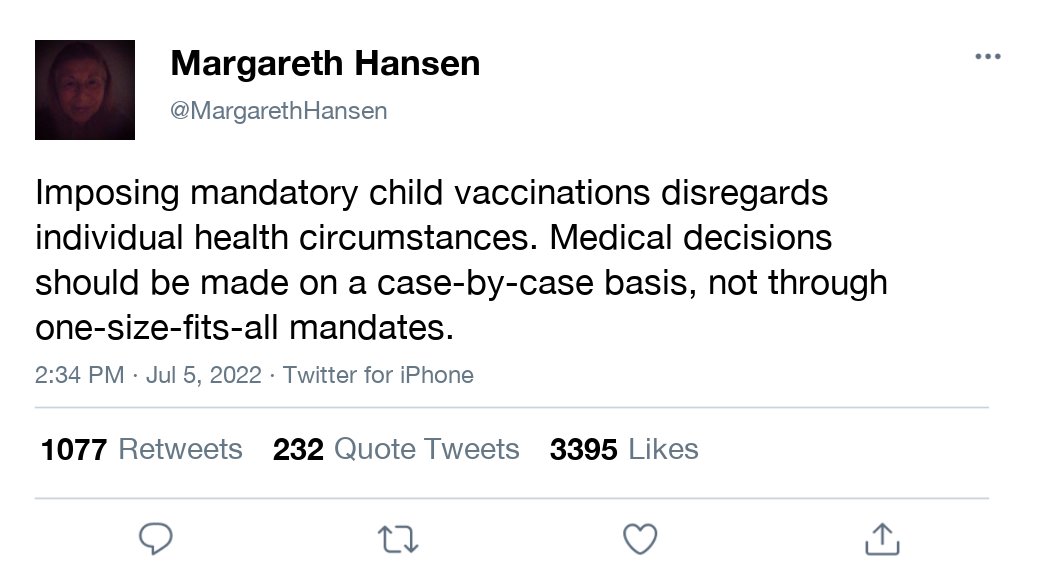 Margareth Hansen
@MargarethHansen
Imposing mandatory child vaccinations disregards
individual health circumstances. Medical decisions
should be made on a case-by-case basis, not through
one-size-fits-all mandates.
2:34 PM · Jul 5, 2022 · Twitter for iPhone
1077 Retweets 232 Quote Tweets 3395 Likes